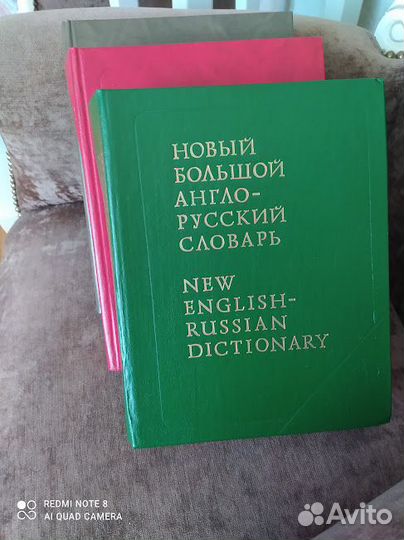 НОВЫЙ
БОЛЬШОЙ
АНГЛО-
РУССКИЙ
СЛОВАРЬ
NEW
ENGLISH-
RUSSIAN
DICTIONARY
REDMI NOTE 8
AI QUAD CAMERA
Avito